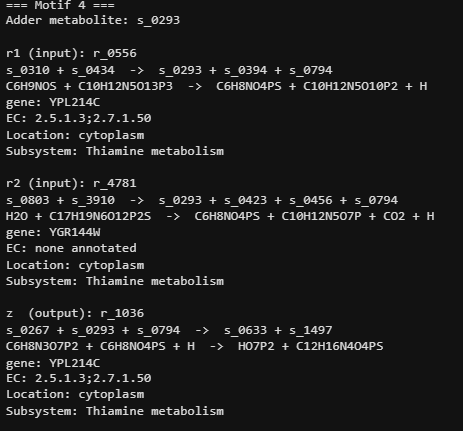 === Motif 4 ===
Adder metabolite: s_0293
r1 (input): r_0556
s_0310 + s_0434 -> s_0293 + s_0394 + s_0794
C6H9NOS + C10H12N5O13P3 -> C6H8NO4PS + C10H12N5O10P2 + H
gene: YPL214C
EC: 2.5.1.3;2.7.1.50
Location: cytoplasm
Subsystem: Thiamine metabolism
r2 (input): r_4781
s_0803 + s_3910 -> s_0293 + s_0423 + s_0456 + s_0794
H2O + C17H19N6O12P2S -> C6H8NO4PS + C10H12N5O7P + CO2 + H
gene: YGR144W
EC: none annotated
Location: cytoplasm
Subsystem: Thiamine metabolism
z (output): r_1036
s_0267 + s_0293 + s_0794 -> s_0633 + s_1497
C6H8N3O7P2 + C6H8NO4PS + H -> HO7P2 + C12H16N4O4PS
gene: YPL214C
EC: 2.5.1.3;2.7.1.50
Location: cytoplasm
Subsystem: Thiamine metabolism